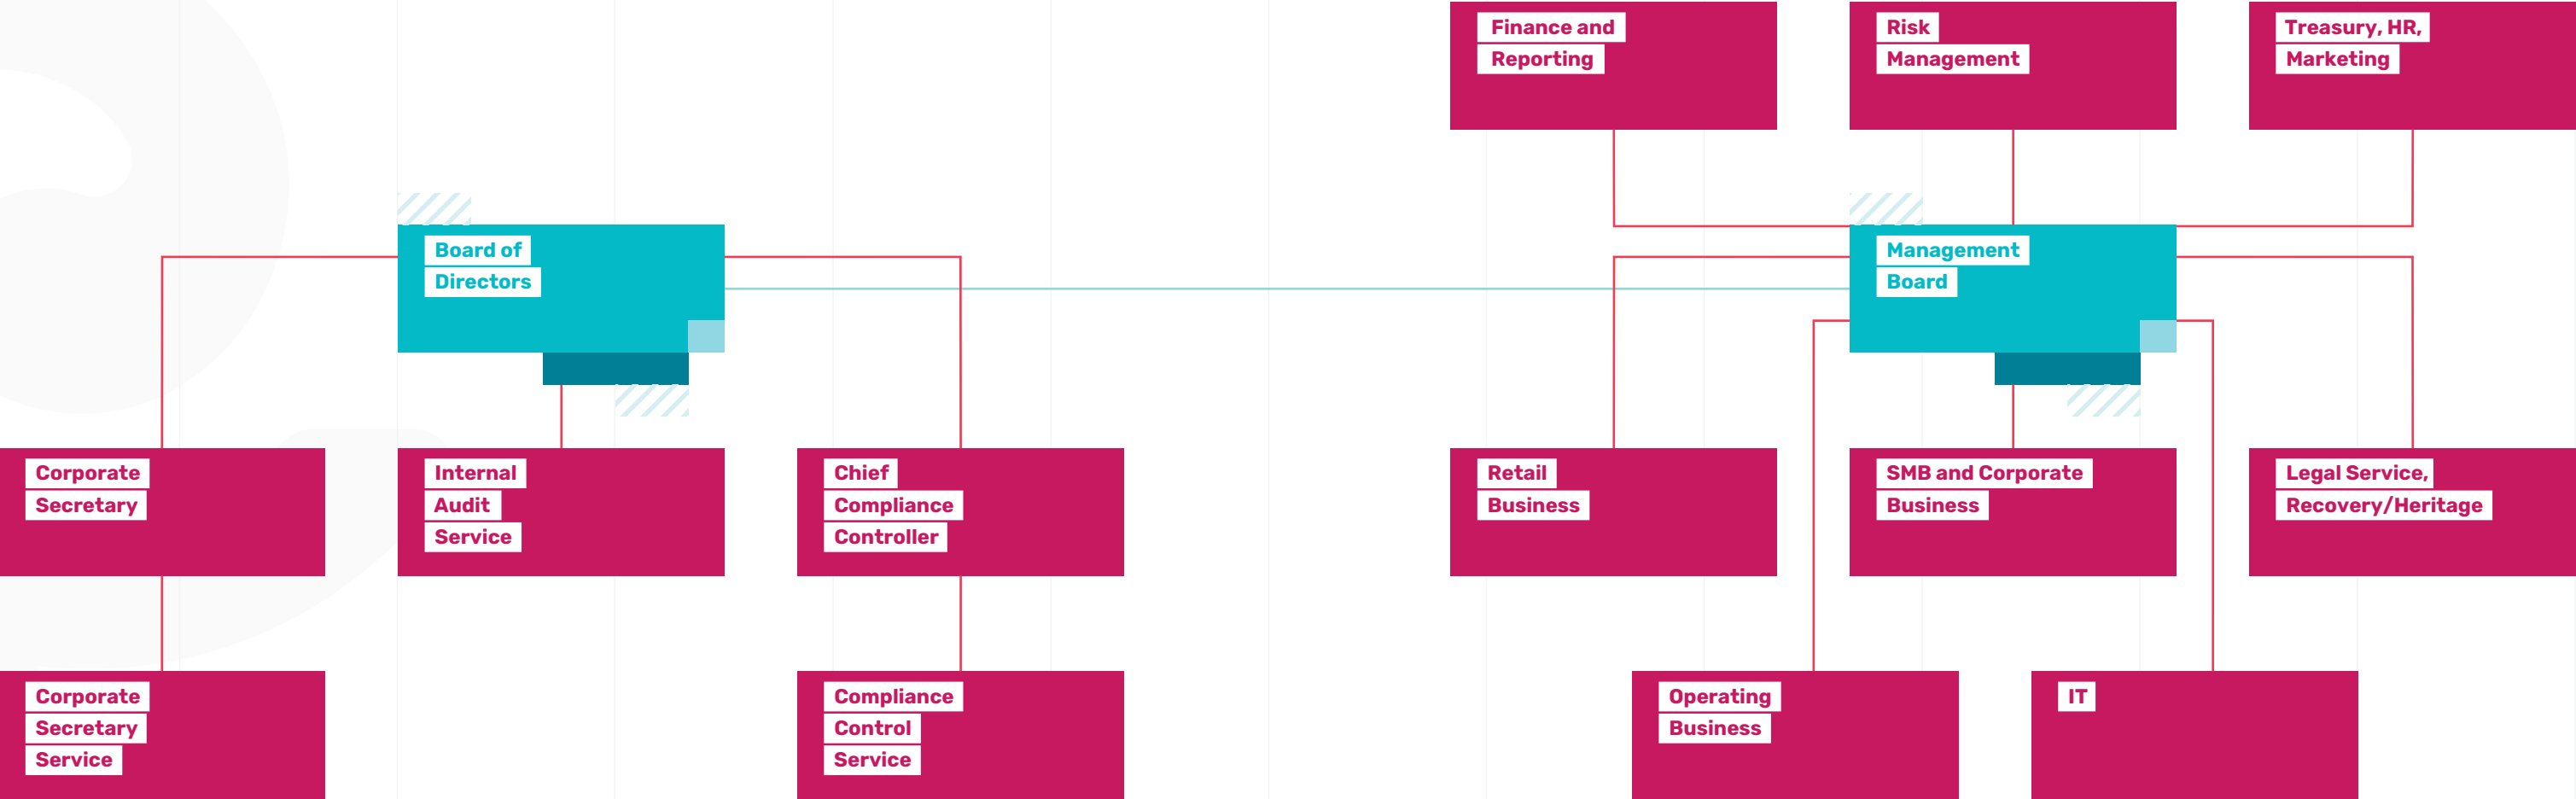 Finance and
Reporting
Risk
Management
Treasury, HR,
Marketing
Board of
Directors
Management
Board
Corporate
Secretary
Internal
Audit
Service
Chief
Compliance
Controller
Retail
Business
SMB and Corporate
Business
Legal Service,
Recovery/Heritage
Corporate
Secretary
Service
Compliance
Control
Service
Operating
Business
IT